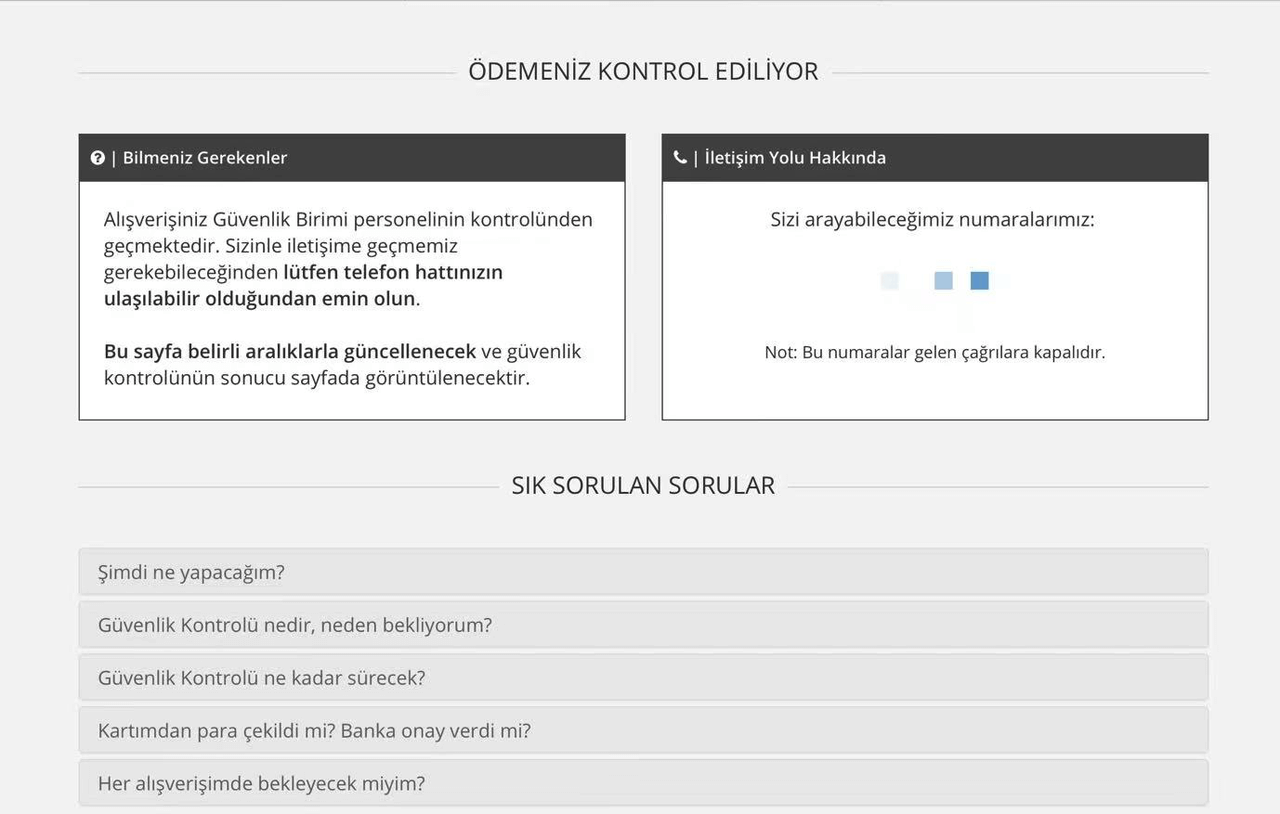 ÖDEMENİZ KONTROL EDİLİYOR
| Bilmeniz Gerekenler
Alışverişiniz Güvenlik Birimi personelinin kontrolünden
geçmektedir. Sizinle iletişime geçmemiz
gerekebileceğinden lütfen telefon hattınızın
ulaşılabilir olduğundan emin olun.
Bu sayfa belirli aralıklarla güncellenecek ve güvenlik
kontrolünün sonucu sayfada görüntülenecektir.
| İletişim Yolu Hakkında
Sizi arayabileceğimiz numaralarımız:
Not: Bu numaralar gelen çağrılara kapalıdır.
SIK SORULAN SORULAR
Şimdi ne yapacağım?
Güvenlik Kontrolü nedir, neden bekliyorum?
Güvenlik Kontrolü ne kadar sürecek?
Kartımdan para çekildi mi? Banka onay verdi mi?
Her alışverişimde bekleyecek miyim?